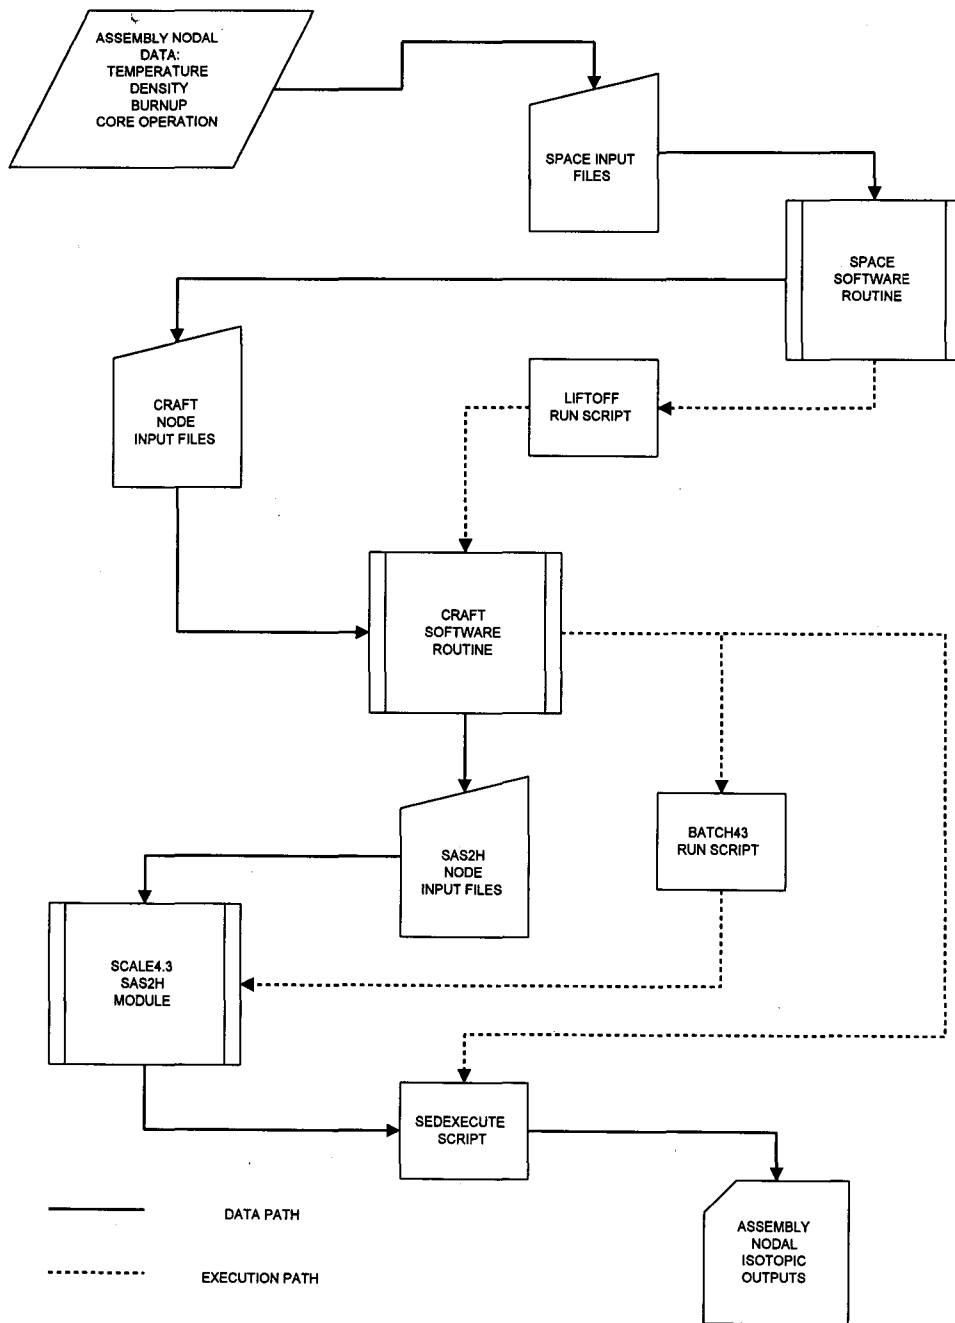 ASSEMBLY NODAL
DATA:
TEMPERATURE
DENSITY
BURNUP
CORE OPERATION
SPACE INPUT
FILES
SPACE
SOFTWARE
ROUTINE
CRAFT
NODE
INPUT FILES
LIFTOFF
RUN SCRIPT
CRAFT
SOFTWARE
ROUTINE
SAS2H
NODE
INPUT FILES
BATCH43
RUN SCRIPT
SCALE4.3
SAS2H
MODULE
SEDEXECUTE
SCRIPT
ASSEMBLY
NODAL
ISOTOPIC
OUTPUTS
DATA PATH
EXECUTION PATH